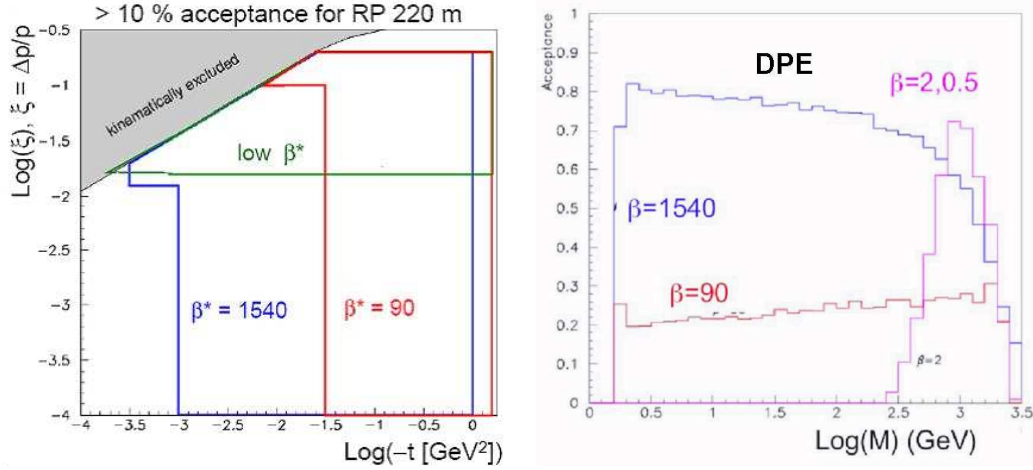 > 10 % acceptance for RP 220 m
Log(ξ), ξ = Δp/p
-0.5
-1
-1.5
-2
-2.5
-3
-3.5
-4
kinematically excluded
low β*
β* = 1540
β* = 90
-4 -3.5 -3 -2.5 -2 -1.5 -1 -0.5 0
Log(−t [GeV²])
Acceptance
1
0.9
0.8
0.7
0.6
0.5
0.4
0.3
0.2
0.1
0
DPE
β=2,0.5
β=1540
β=90
β=2
0 0.5 1 1.5 2 2.5 3 3.5
Log(M) (GeV)